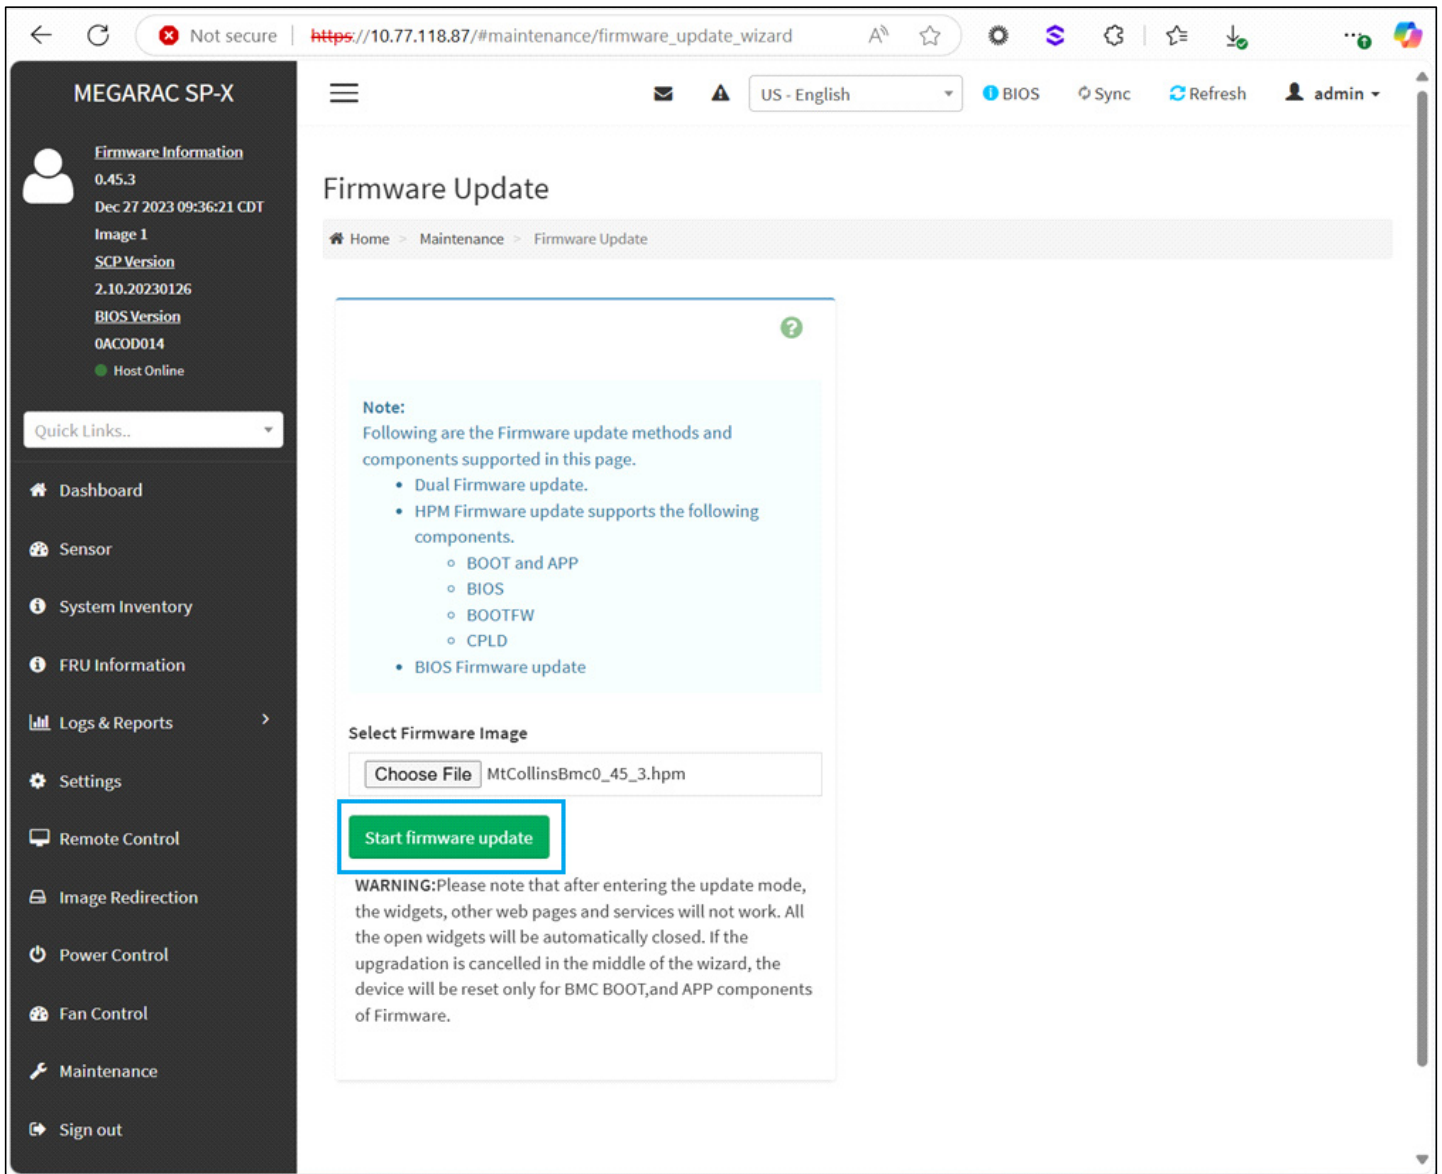 Not secure | https://10.77.118.87/#maintenance/firmware_update_wizard
MEGARAC SP-X
US - English
BIOS
Sync
Refresh
admin
Firmware Information
0.45.3
Dec 27 2023 09:36:21 CDT
Image 1
SCP Version
2.10.20230126
BIOS Version
0ACOD014
Host Online
Quick Links..
Dashboard
Sensor
System Inventory
FRU Information
Logs & Reports
Settings
Remote Control
Image Redirection
Power Control
Fan Control
Maintenance
Sign out
Firmware Update
Home > Maintenance > Firmware Update
Note:
Following are the Firmware update methods and
components supported in this page.
Dual Firmware update.
HPM Firmware update supports the following
components.
BOOT and APP
BIOS
BOOTFW
CPLD
BIOS Firmware update
Select Firmware Image
Choose File MtCollinsBmc0_45_3.hpm
Start firmware update
WARNING:Please note that after entering the update mode,
the widgets, other web pages and services will not work. All
the open widgets will be automatically closed. If the
upgradation is cancelled in the middle of the wizard, the
device will be reset only for BMC BOOT,and APP components
of Firmware.